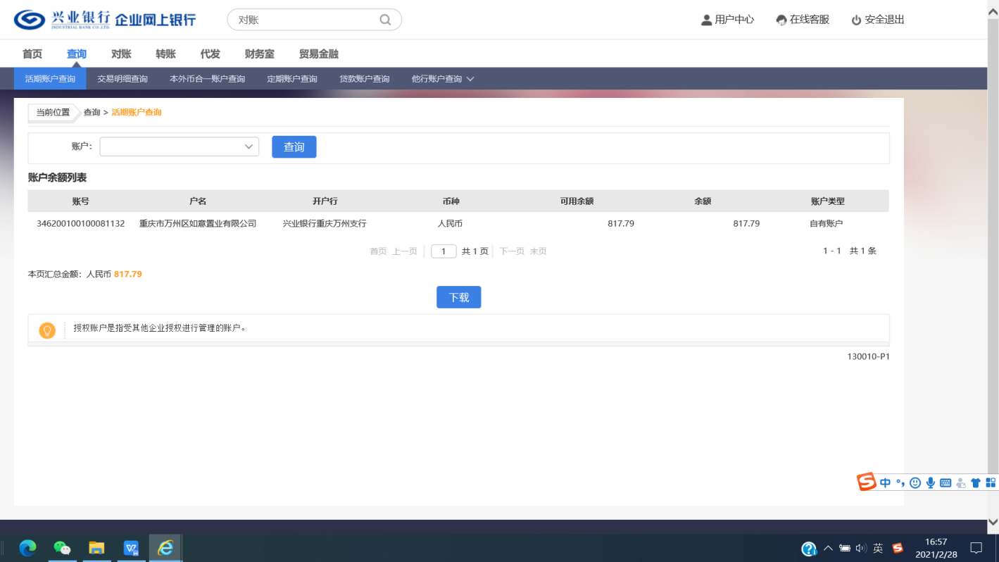 兴业银行 企业网上银行 对账 用户中心 在线客服 安全退出
INDUSTRIAL BANK CO.,LTD.
首页 查询 对账 转账 代发 财务室 贸易金融
活期账户查询 交易明细查询 本外币合一账户查询 定期账户查询 贷款账户查询 他行账户查询
当前位置 查询 > 活期账户查询
账户: 查询
账户余额列表
账号 户名 开户行 币种 可用余额 余额 账户类型
346200100100081132 重庆市万州区如意置业有限公司 兴业银行重庆万州支行 人民币 817.79 817.79 自有账户
首页 上一页 1 共 1 页 下一页 末页 1 - 1 共 1 条
本页汇总金额：人民币 817.79
下载
授权账户是指受其他企业授权进行管理的账户。
130010-P1
中
英 16:57
2021/2/28